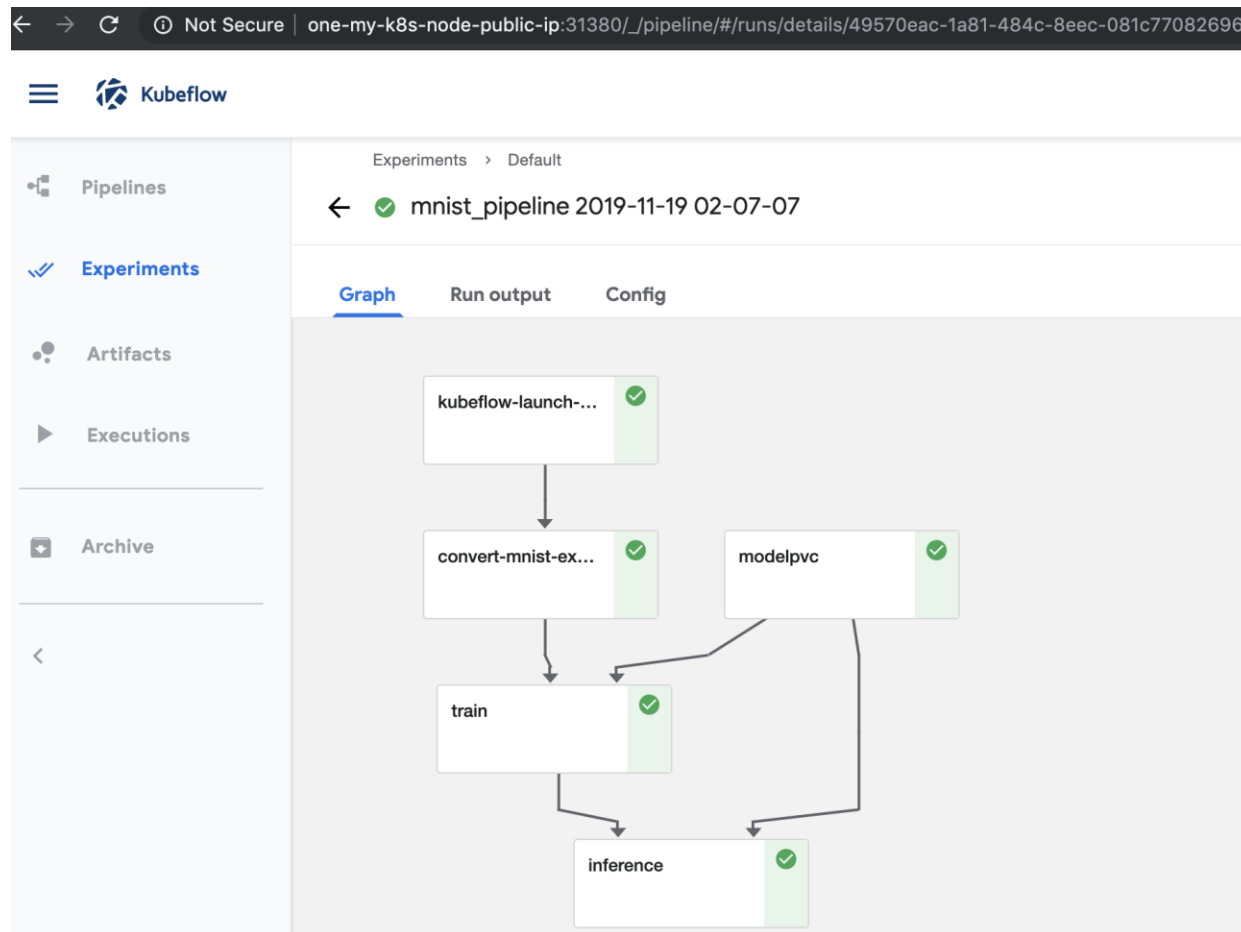 Not Secure | one-my-k8s-node-public-ip:31380/_/pipeline/#/runs/details/49570eac-1a81-484c-8eec-081c77082696
Kubeflow
Experiments > Default
Pipelines
mnist_pipeline 2019-11-19 02-07-07
Experiments
Graph Run output Config
Artifacts
kubeflow-launch-...
Executions
Archive
convert-mnist-ex...
modelpvc
train
inference